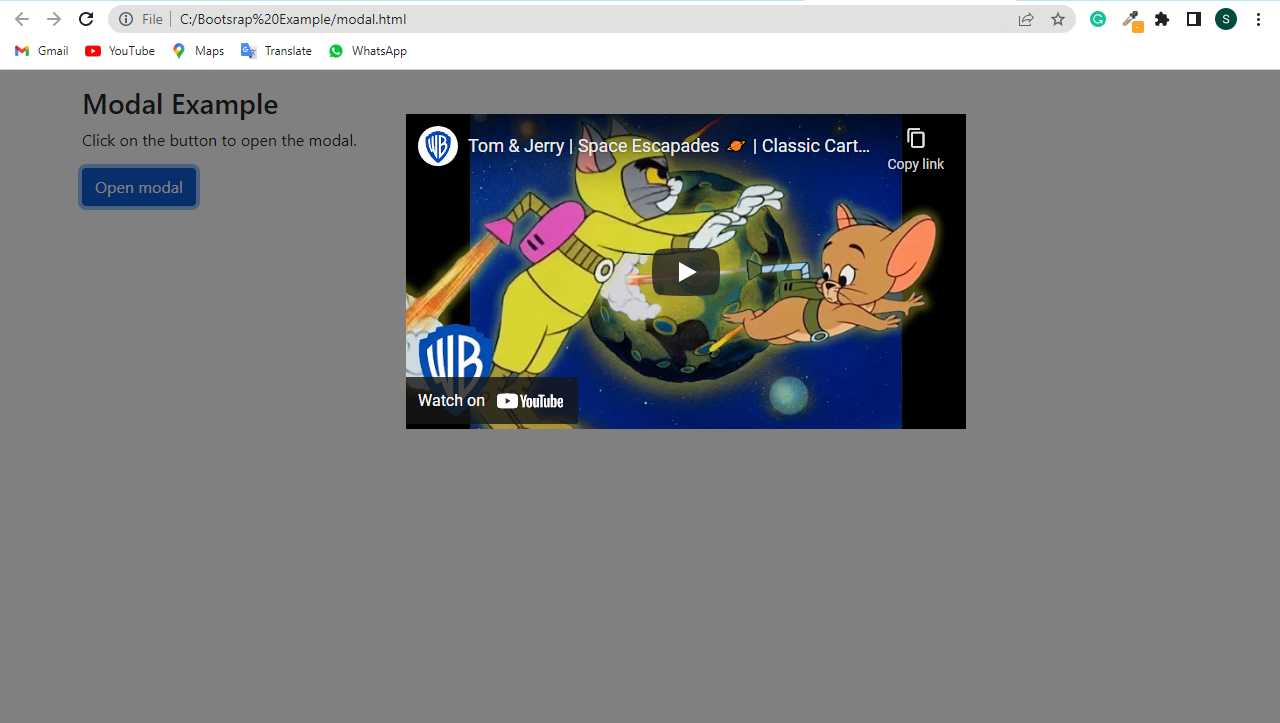 File C:/Bootsrap%20Example/modal.html
G
S
Gmail YouTube Maps Translate WhatsApp
Modal Example
Click on the button to open the modal.
Open modal
WB Tom & Jerry | Space Escapades 🪐 | Classic Cart...
Copy link
WB
Watch on YouTube